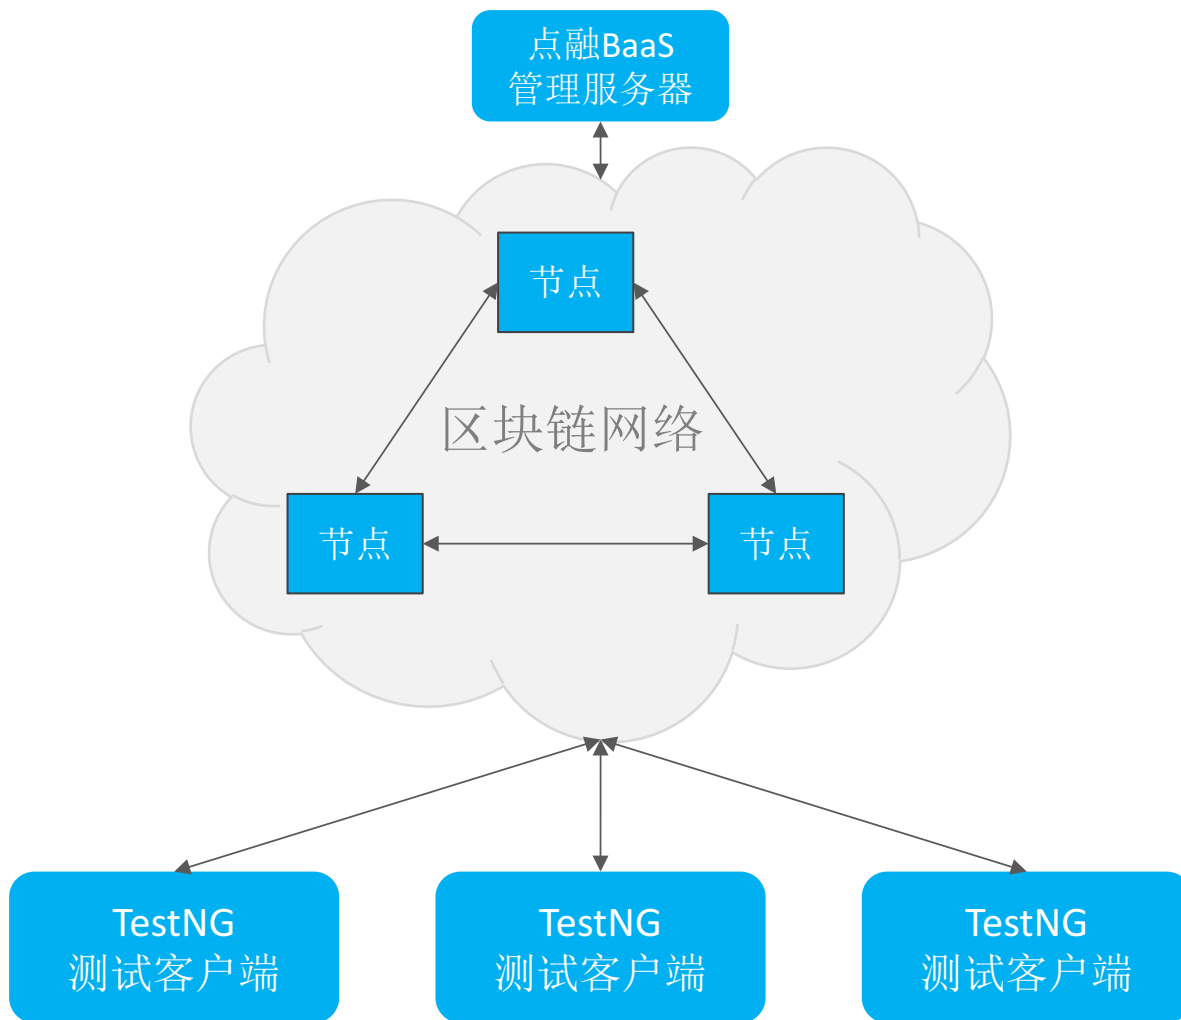 点融BaaS
管理服务器
节点
区块链网络
节点
节点
TestNG
测试客户端
TestNG
测试客户端
TestNG
测试客户端